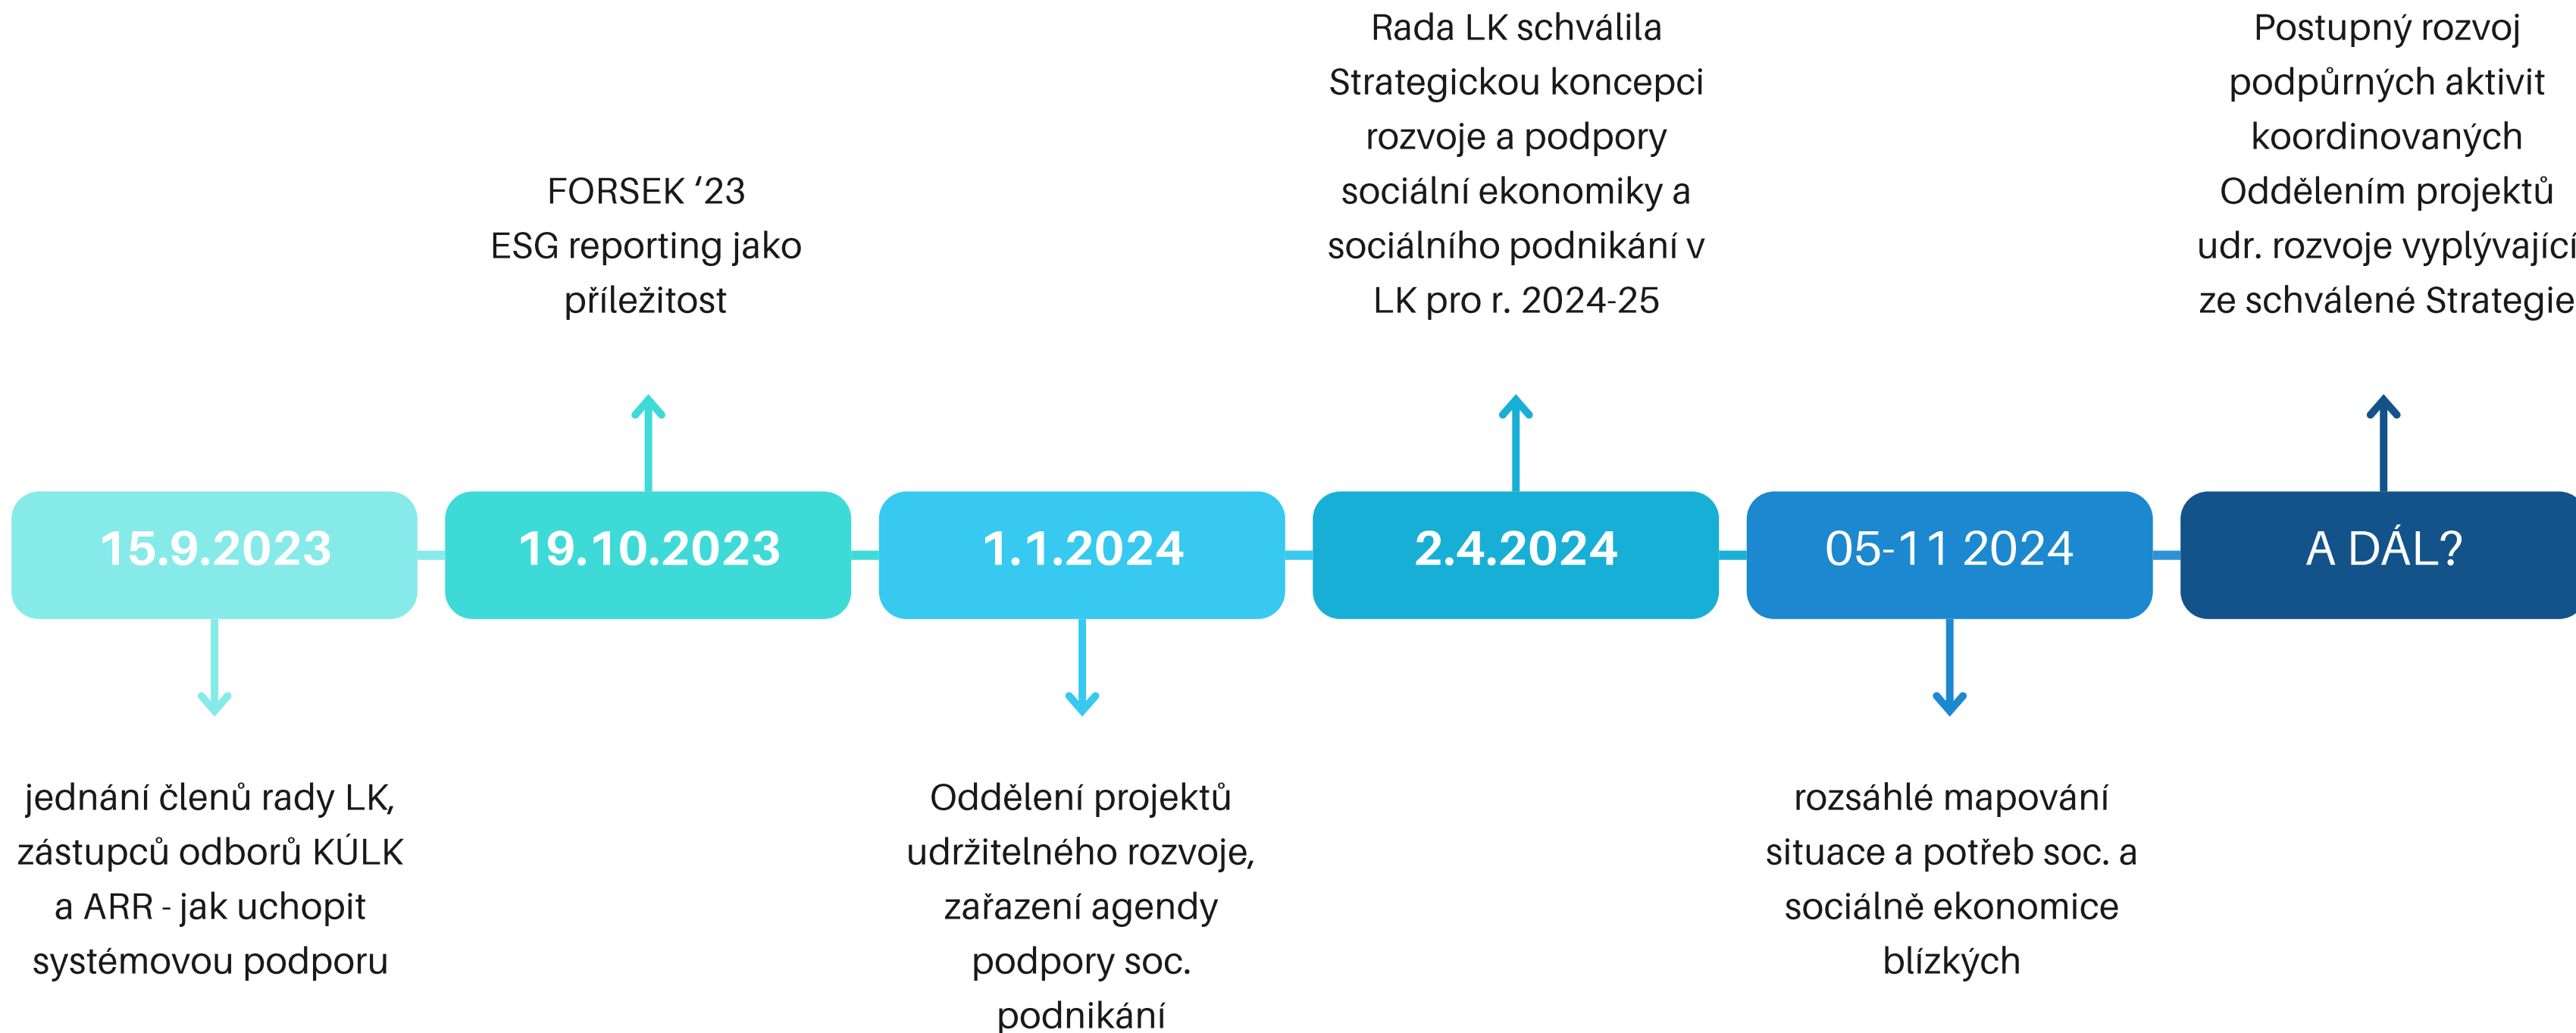 15.9.2023
jednání členů rady LK,
zástupců odborů KÚLK
a ARR - jak uchopit
systémovou podporu
FORSEK ‘23
ESG reporting jako
příležitost
19.10.2023
1.1.2024
Oddělení projektů
udržitelného rozvoje,
zařazení agendy
podpory soc.
podnikání
Rada LK schválila
Strategickou koncepci
rozvoje a podpory
sociální ekonomiky a
sociálního podnikání v
LK pro r. 2024-25
2.4.2024
05-11 2024
rozsáhlé mapování
situace a potřeb soc. a
sociálně ekonomice
blízkých
Postupný rozvoj
podpůrných aktivit
koordinovaných
Oddělením projektů
udr. rozvoje vyplývající
ze schválené Strategie
A DÁL?